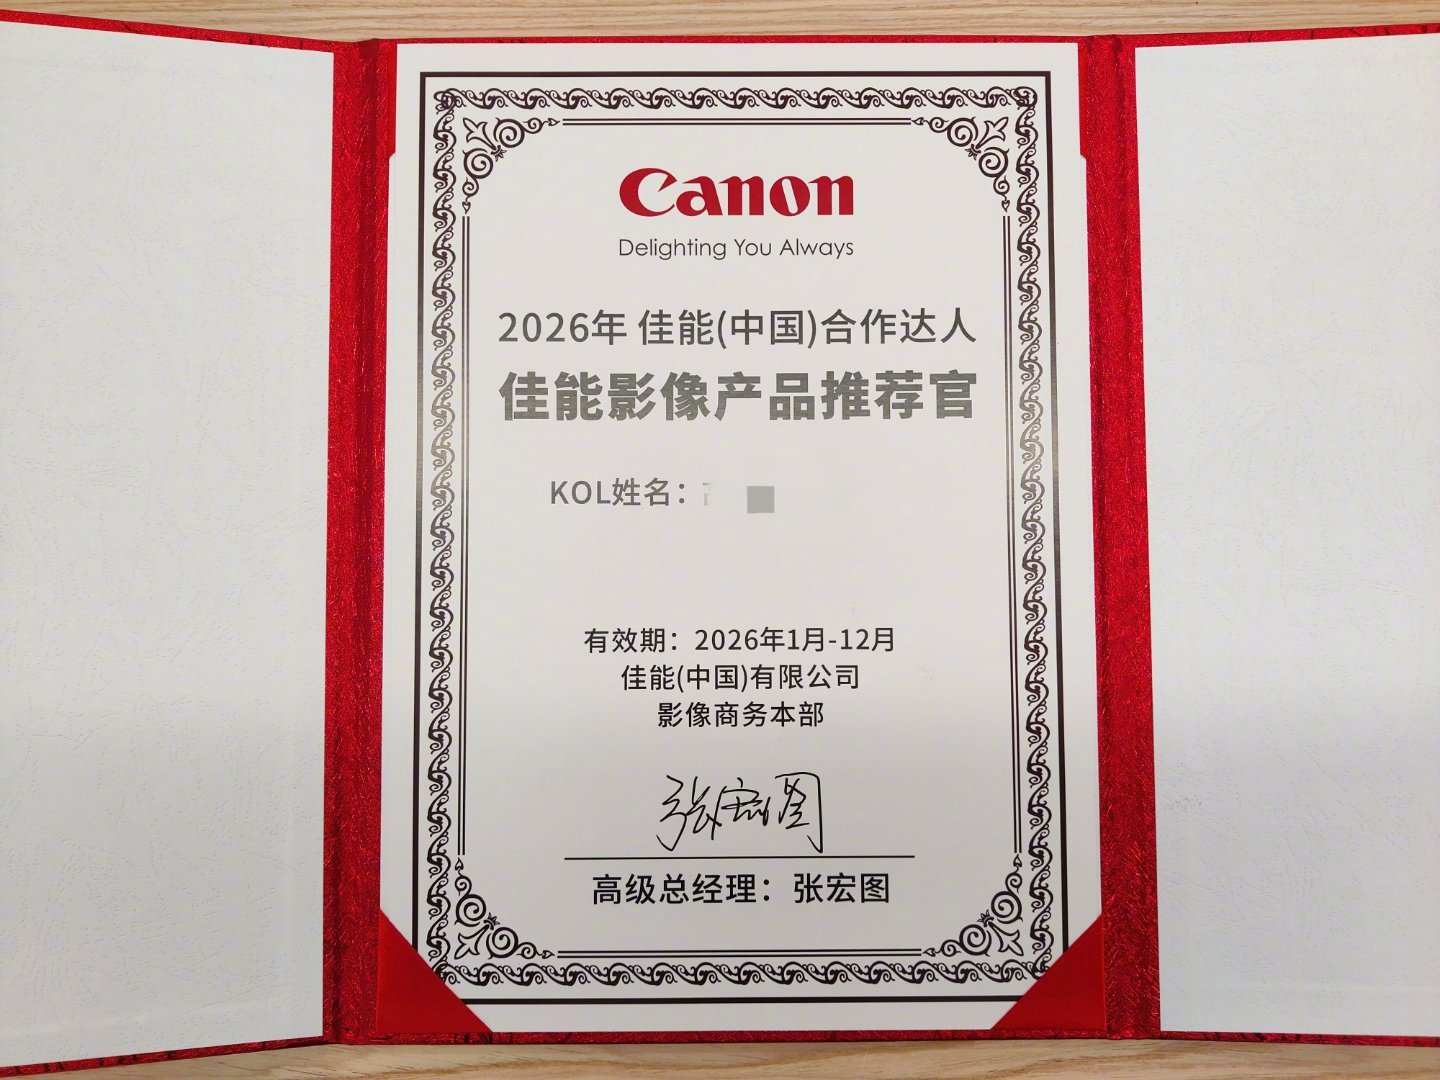 Canon
Delighting You Always
2026年 佳能(中国)合作达人
佳能影像产品推荐官
KOL姓名：
有效期：2026年1月-12月
佳能(中国)有限公司
影像商务本部
张宏图
高级总经理：张宏图